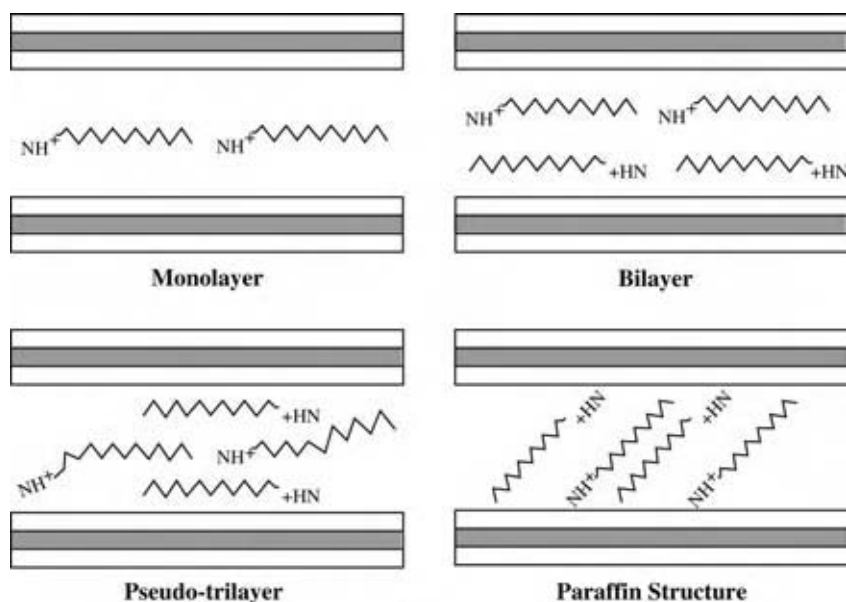 NH+ NH+
Monolayer
NH+ NH+
+HN +HN
Bilayer
+HN
NH+ NH+
+HN
Pseudo-trilayer
+HN +HN
NH+ NH+
Paraffin Structure